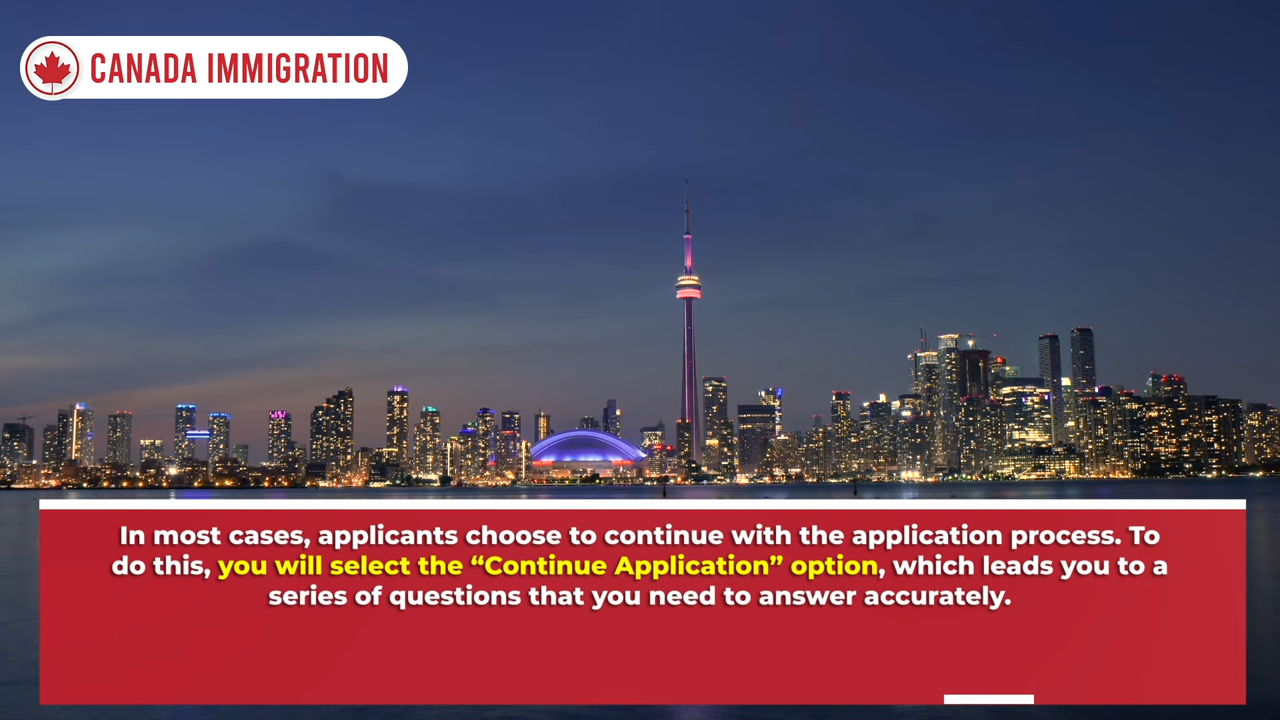 CANADA IMMIGRATION
In most cases, applicants choose to continue with the application process. To
do this, you will select the “Continue Application” option, which leads you to a
series of questions that you need to answer accurately.